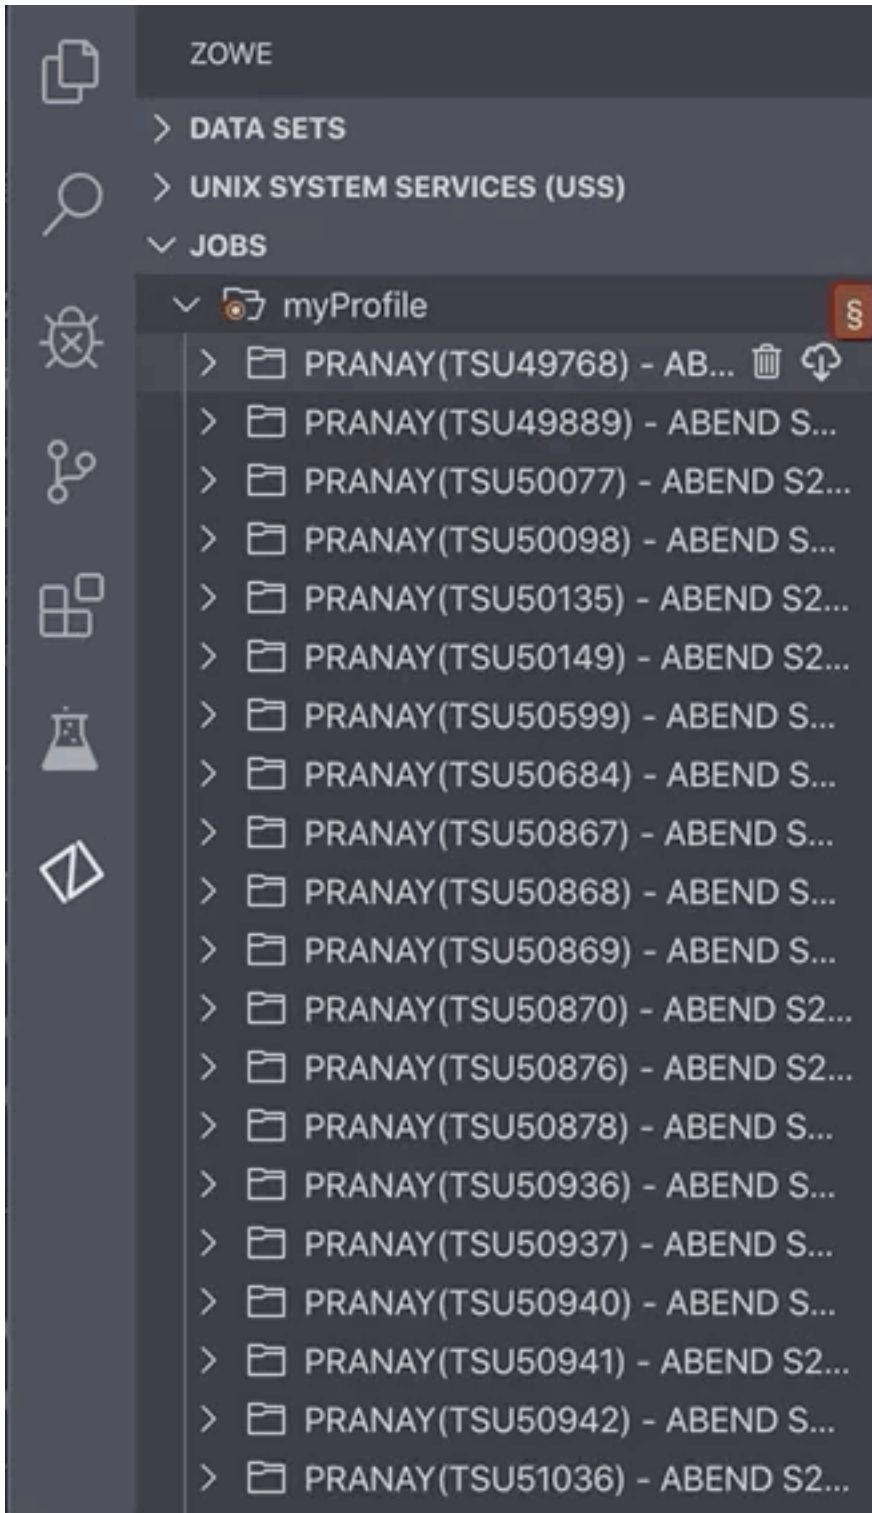 ZOWE
DATA SETS
UNIX SYSTEM SERVICES (USS)
JOBS
myProfile §
PRANAY(TSU49768) - AB...
PRANAY(TSU49889) - ABEND S...
PRANAY(TSU50077) - ABEND S2...
PRANAY(TSU50098) - ABEND S...
PRANAY(TSU50135) - ABEND S2...
PRANAY(TSU50149) - ABEND S2...
PRANAY(TSU50599) - ABEND S...
PRANAY(TSU50684) - ABEND S...
PRANAY(TSU50867) - ABEND S...
PRANAY(TSU50868) - ABEND S...
PRANAY(TSU50869) - ABEND S...
PRANAY(TSU50870) - ABEND S2...
PRANAY(TSU50876) - ABEND S2...
PRANAY(TSU50878) - ABEND S...
PRANAY(TSU50936) - ABEND S...
PRANAY(TSU50937) - ABEND S...
PRANAY(TSU50940) - ABEND S...
PRANAY(TSU50941) - ABEND S2...
PRANAY(TSU50942) - ABEND S...
PRANAY(TSU51036) - ABEND S2...